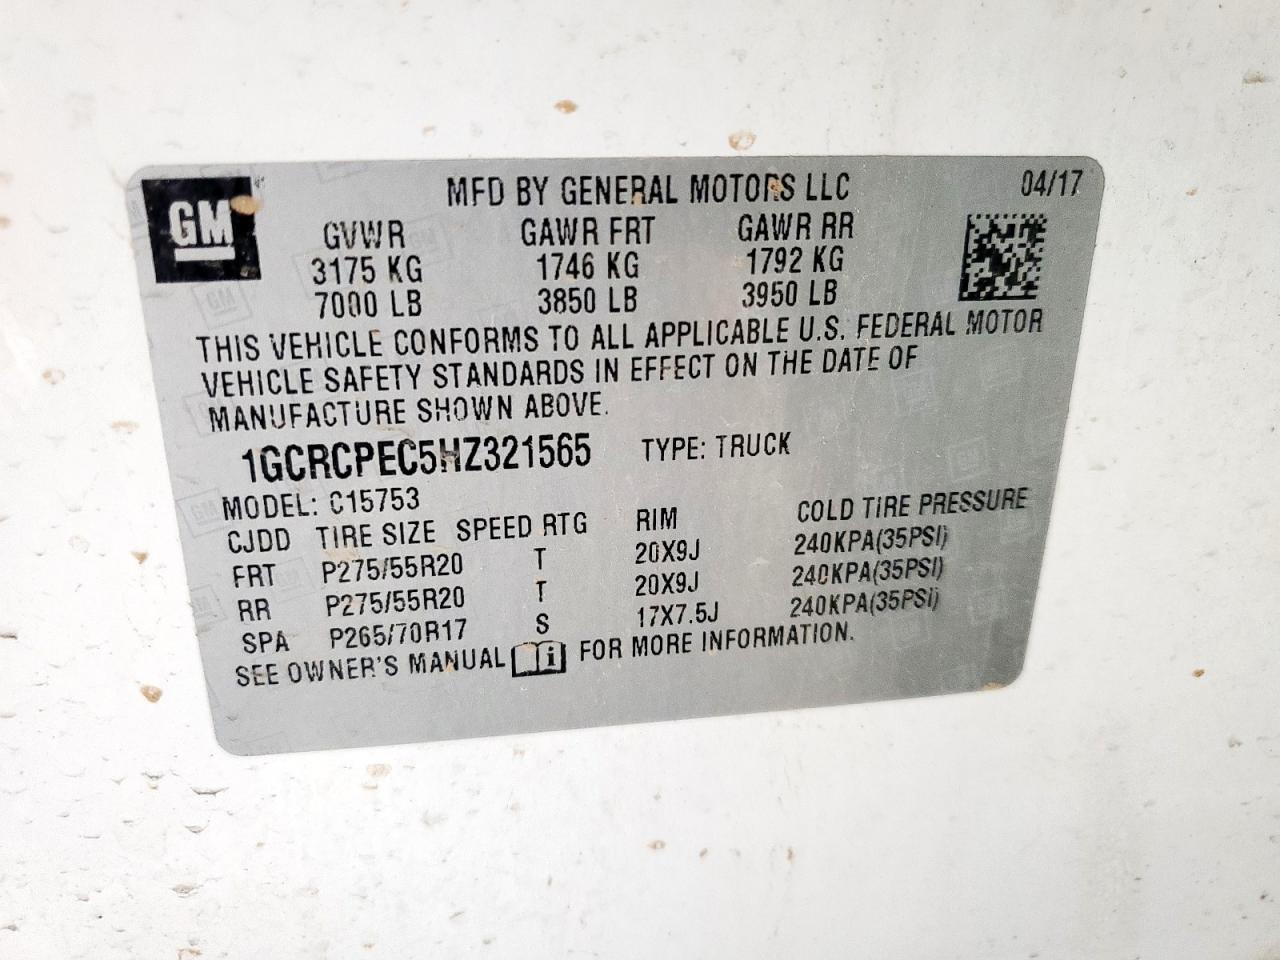 GM
MFD BY GENERAL MOTORS LLC 04/17
GVWR GAWR FRT GAWR RR
3175 KG 1746 KG 1792 KG
7000 LB 3850 LB 3950 LB
THIS VEHICLE CONFORMS TO ALL APPLICABLE U.S. FEDERAL MOTOR
VEHICLE SAFETY STANDARDS IN EFFECT ON THE DATE OF
MANUFACTURE SHOWN ABOVE.
1GCRCPEC5HZ321565 TYPE: TRUCK
MODEL: C15753
CJDD TIRE SIZE SPEED RTG RIM COLD TIRE PRESSURE
FRT P275/55R20 T 20X9J 240KPA(35PSI)
RR P275/55R20 T 20X9J 240KPA(35PSI)
SPA P265/70R17 S 17X7.5J 240KPA(35PSI)
SEE OWNER'S MANUAL i FOR MORE INFORMATION.